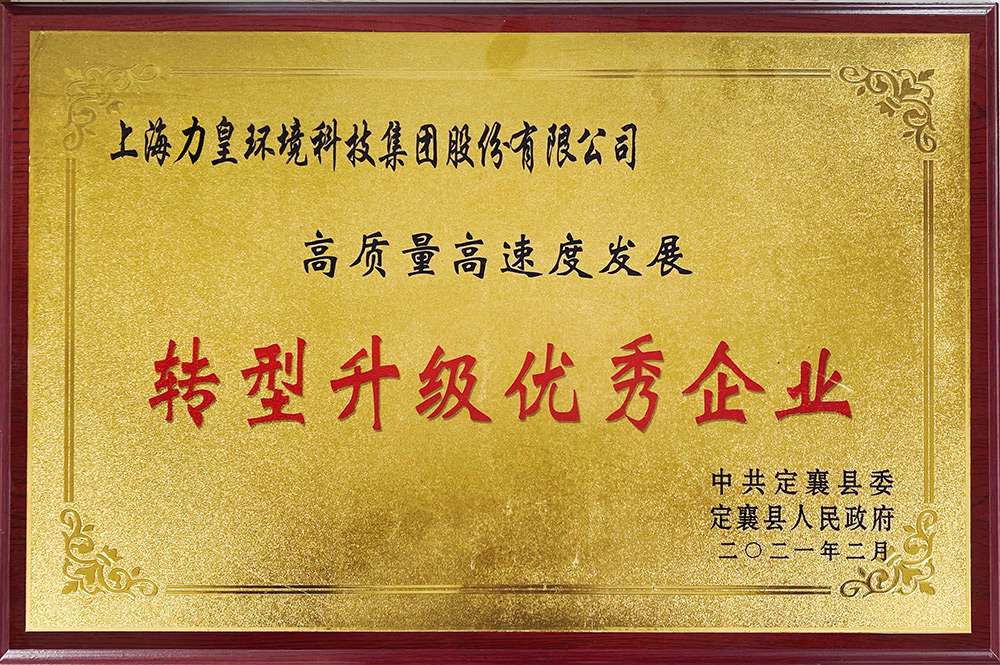 上海力皇环境科技集团股份有限公司
高质量高速度发展
转型升级优秀企业
中共定襄县委
定襄县人民政府
二〇二一年二月